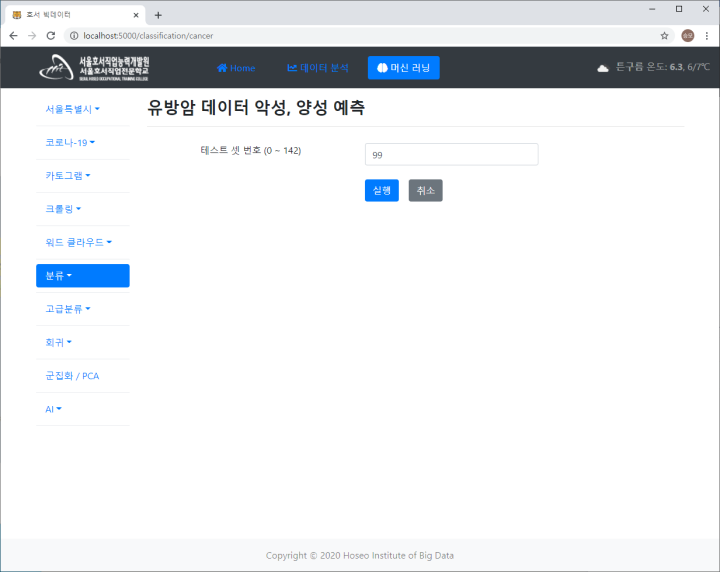 호서 빅데이터
localhost:5000/classification/cancer
서울호서직업능력개발원
서울호서직업전문학교
SEOUL HOSEO OCCUPATIONAL TRAINING COLLEGE
Home
데이터 분석
머신 러닝
튼구름 온도: 6.3, 6/7℃
서울특별시
코로나-19
카토그램
크롤링
워드 클라우드
분류
고급분류
회귀
군집화 / PCA
AI
유방암 데이터 악성, 양성 예측
테스트 셋 번호 (0 ~ 142)
99
실행
취소
Copyright © 2020 Hoseo Institute of Big Data